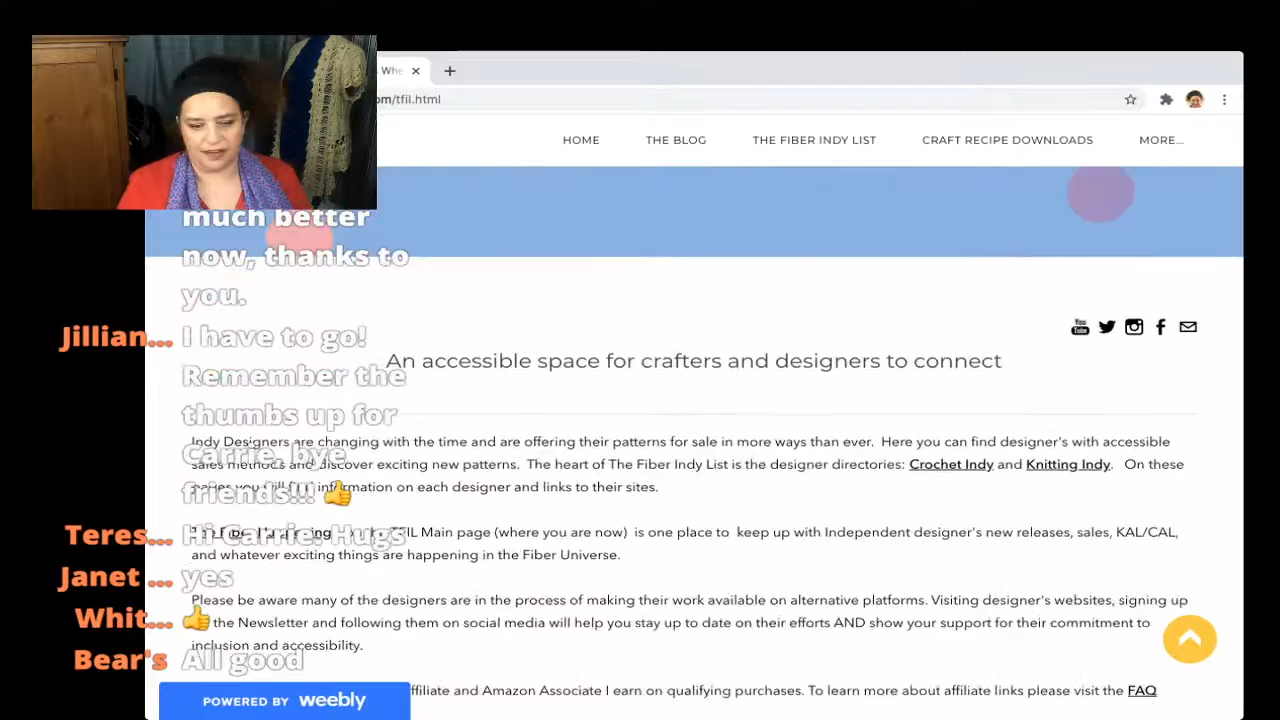 Whe
om/tfil.html
HOME THE BLOG THE FIBER INDY LIST CRAFT RECIPE DOWNLOADS MORE...
much better
now, thanks to
you.
Jillian... I have to go!
Remember the
thumbs up for
Carrie, bye
friends!!! 👍
Teres... Hi Carrie. Hugs
Janet ... yes
Whit... 👍
Bear's All good
You Tube
An accessible space for crafters and designers to connect
Indy Designers are changing with the time and are offering their patterns for sale in more ways than ever. Here you can find designer's with accessible
sales methods and discover exciting new patterns. The heart of The Fiber Indy List is the designer directories: Crochet Indy and Knitting Indy. On these
information on each designer and links to their sites.
TFIL Main page (where you are now) is one place to keep up with Independent designer's new releases, sales, KAL/CAL,
and whatever exciting things are happening in the Fiber Universe.
Please be aware many of the designers are in the process of making their work available on alternative platforms. Visiting designer's websites, signing up
the Newsletter and following them on social media will help you stay up to date on their efforts AND show your support for their commitment to
inclusion and accessibility.
ffiliate and Amazon Associate I earn on qualifying purchases. To learn more about affiliate links please visit the FAQ
POWERED BY weebly